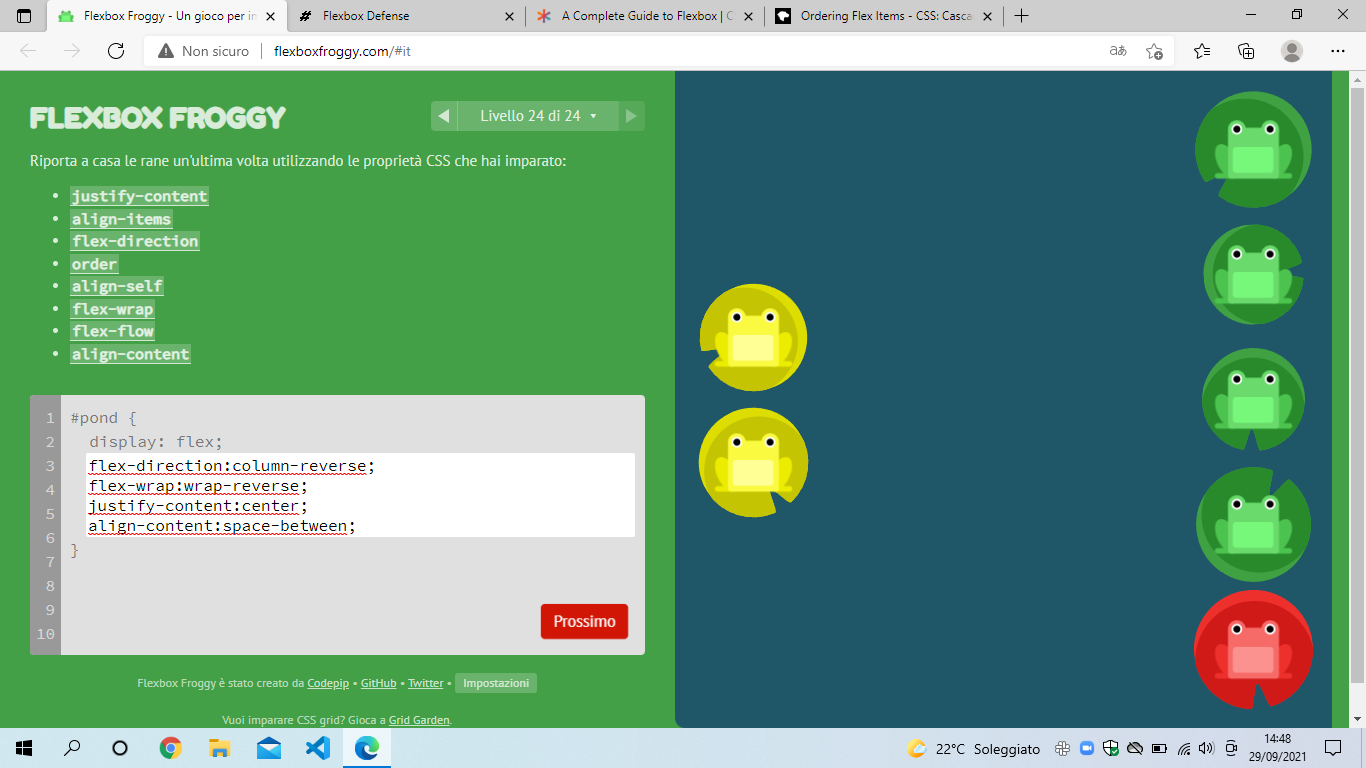 Flexbox Froggy - Un gioco per im
Flexbox Defense
A Complete Guide to Flexbox | C
Ordering Flex Items - CSS: Casca
Non sicuro
flexboxfroggy.com/#it
FLEXBOX FROGGY
Livello 24 di 24
Riporta a casa le rane un'ultima volta utilizzando le proprietà CSS che hai imparato:
• justify-content
• align-items
• flex-direction
• order
• align-self
• flex-wrap
• flex-flow
• align-content
1 #pond {
2 display: flex;
3 flex-direction:column-reverse;
4 flex-wrap:wrap-reverse;
5 justify-content:center;
6 align-content:space-between;
7 }
8
9
10
Prossimo
Flexbox Froggy è stato creato da Codepip • GitHub • Twitter • Impostazioni
Vuoi imparare CSS grid? Gioca a Grid Garden.
22°C Soleggiato
14:48
29/09/2021